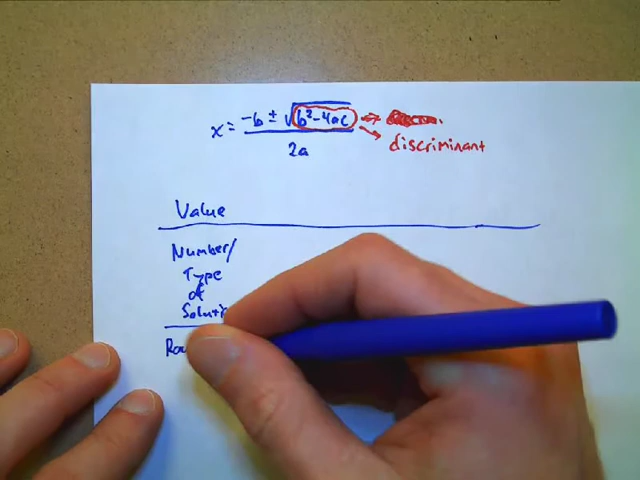 x = -b ± √b²-4ac
2a
discriminant
Value
Number/
Type
of